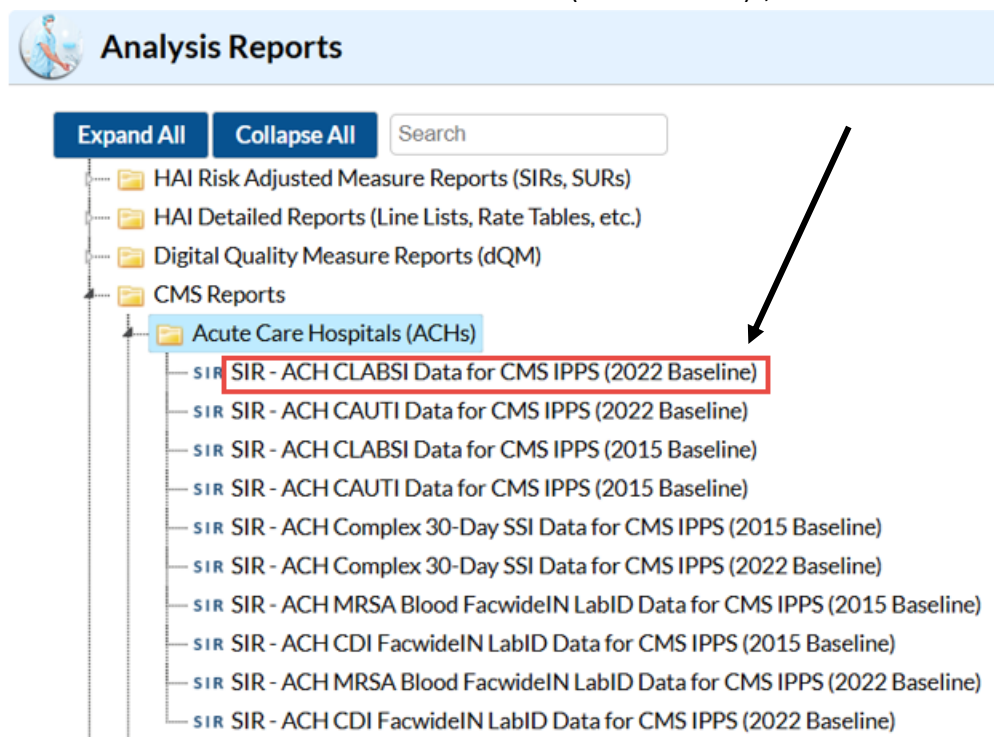 Analysis Reports
Expand All Collapse All Search
HAI Risk Adjusted Measure Reports (SIRs, SURs)
HAI Detailed Reports (Line Lists, Rate Tables, etc.)
Digital Quality Measure Reports (dQM)
CMS Reports
Acute Care Hospitals (ACHs)
SIR SIR - ACH CLABSI Data for CMS IPPS (2022 Baseline)
SIR SIR - ACH CAUTI Data for CMS IPPS (2022 Baseline)
SIR SIR - ACH CLABSI Data for CMS IPPS (2015 Baseline)
SIR SIR - ACH CAUTI Data for CMS IPPS (2015 Baseline)
SIR SIR - ACH Complex 30-Day SSI Data for CMS IPPS (2015 Baseline)
SIR SIR - ACH Complex 30-Day SSI Data for CMS IPPS (2022 Baseline)
SIR SIR - ACH MRSA Blood FacwideIN LabID Data for CMS IPPS (2015 Baseline)
SIR SIR - ACH CDI FacwideIN LabID Data for CMS IPPS (2015 Baseline)
SIR SIR - ACH MRSA Blood FacwideIN LabID Data for CMS IPPS (2022 Baseline)
SIR SIR - ACH CDI FacwideIN LabID Data for CMS IPPS (2022 Baseline)